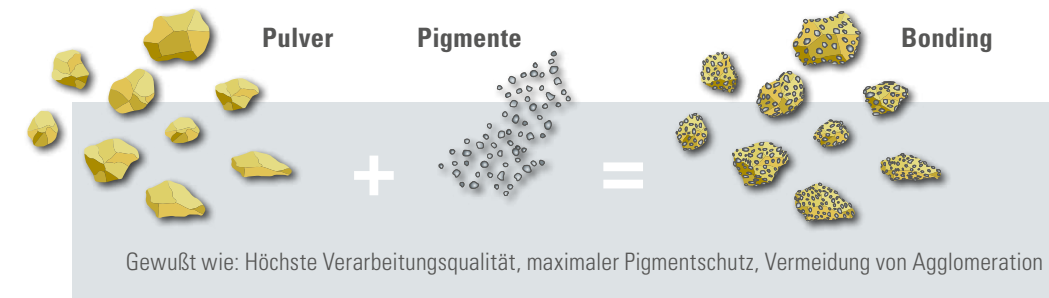 Pulver
Pigmente
Bonding
+
=
Gewußt wie: Höchste Verarbeitungsqualität, maximaler Pigmentschutz, Vermeidung von Agglomeration